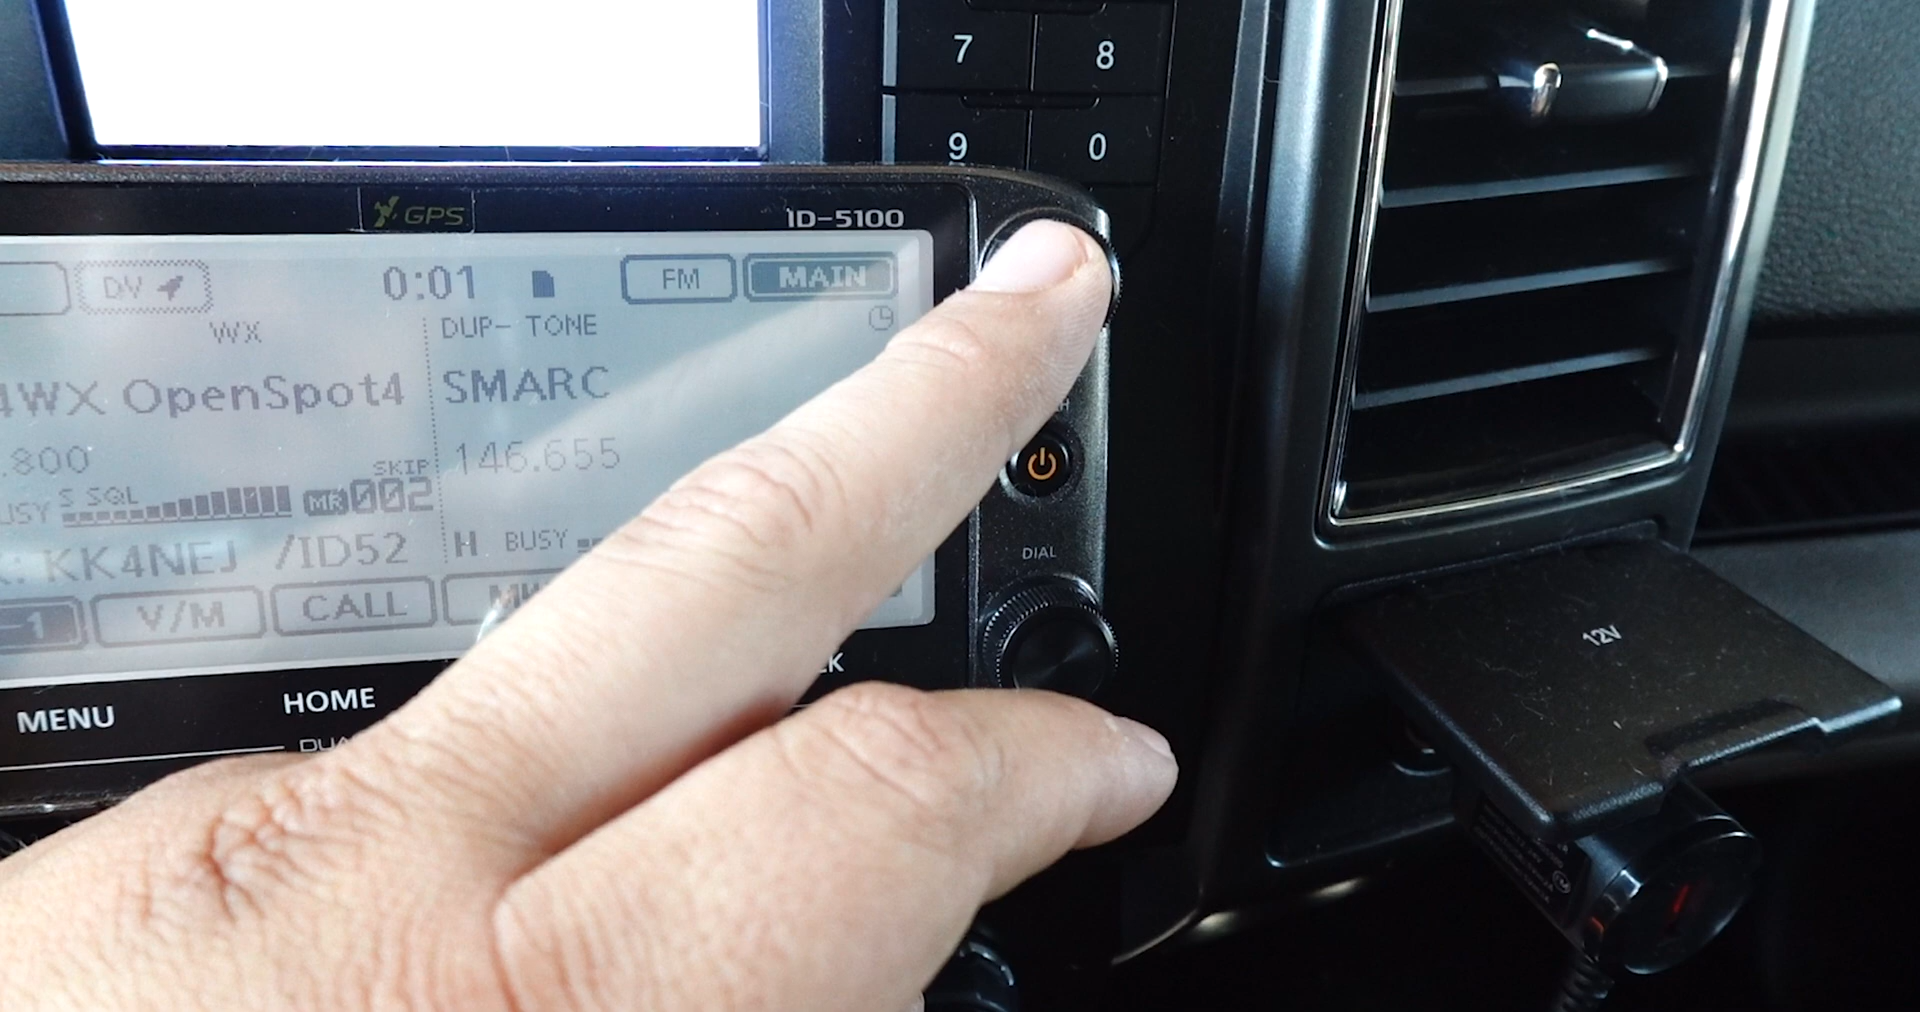 7 8
9 0
GPS
ID-5100
DV
0:01
FM
MAIN
WX
DUP- TONE
4WX OpenSpot4
SMARC
.800
SKIP
146.655
BUSY
S SQL
MR 002
H BUSY
: KK4NEJ /ID52
-1
V/M
CALL
DIAL
MENU
HOME
12V